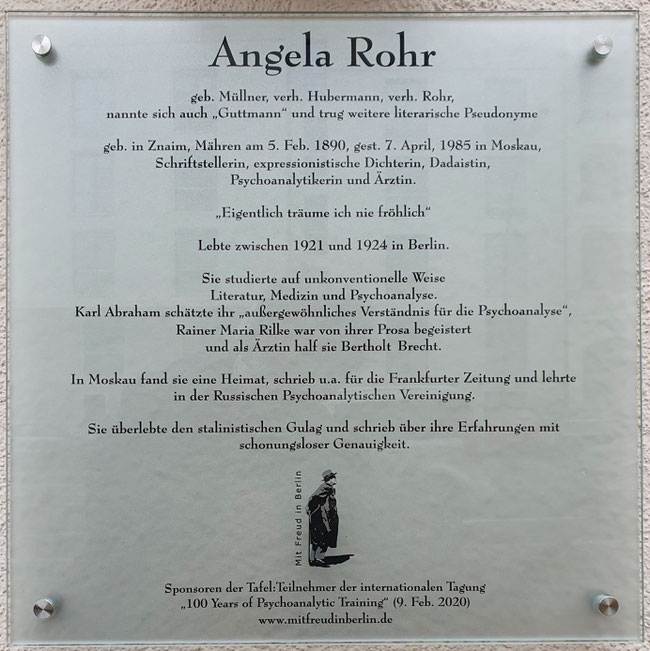 Angela Rohr
geb. Müllner, verh. Hubermann, verh. Rohr,
nannte sich auch „Guttmann“ und trug weitere literarische Pseudonyme
geb. in Znaim, Mähren am 5. Feb. 1890, gest. 7. April, 1985 in Moskau,
Schriftstellerin, expressionistische Dichterin, Dadaistin,
Psychoanalytikerin und Ärztin.
„Eigentlich träume ich nie fröhlich“
Lebte zwischen 1921 und 1924 in Berlin.
Sie studierte auf unkonventionelle Weise
Literatur, Medizin und Psychoanalyse.
Karl Abraham schätzte ihr „außergewöhnliches Verständnis für die Psychoanalyse“,
Rainer Maria Rilke war von ihrer Prosa begeistert
und als Ärztin half sie Bertholt Brecht.
In Moskau fand sie eine Heimat, schrieb u.a. für die Frankfurter Zeitung und lehrte
in der Russischen Psychoanalytischen Vereinigung.
Sie überlebte den stalinistischen Gulag und schrieb über ihre Erfahrungen mit
schonungsloser Genauigkeit.
Mit Freud in Berlin
Sponsoren der Tafel:Teilnehmer der internationalen Tagung
„100 Years of Psychoanalytic Training“ (9. Feb. 2020)
www.mitfreudinberlin.de